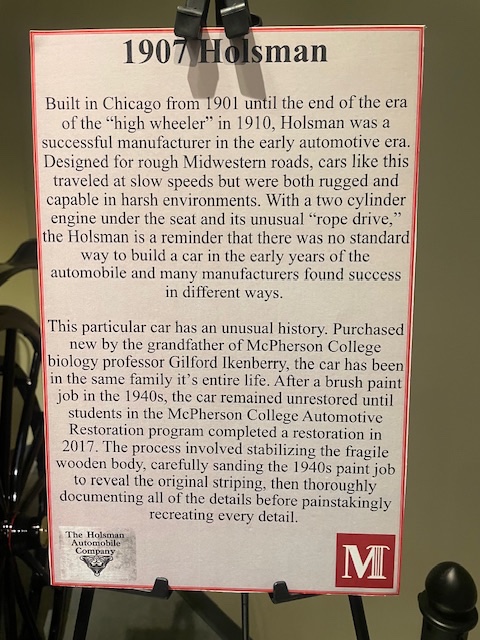 1907 Holsman
Built in Chicago from 1901 until the end of the era
of the “high wheeler” in 1910, Holsman was a
successful manufacturer in the early automotive era.
Designed for rough Midwestern roads, cars like this
traveled at slow speeds but were both rugged and
capable in harsh environments. With a two cylinder
engine under the seat and its unusual “rope drive,”
the Holsman is a reminder that there was no standard
way to build a car in the early years of the
automobile and many manufacturers found success
in different ways.
This particular car has an unusual history. Purchased
new by the grandfather of McPherson College
biology professor Gilford Ikenberry, the car has been
in the same family it’s entire life. After a brush paint
job in the 1940s, the car remained unrestored until
students in the McPherson College Automotive
Restoration program completed a restoration in
2017. The process involved stabilizing the fragile
wooden body, carefully sanding the 1940s paint job
to reveal the original striping, then thoroughly
documenting all of the details before painstakingly
recreating every detail.
The Holsman
Automobile
Company
M